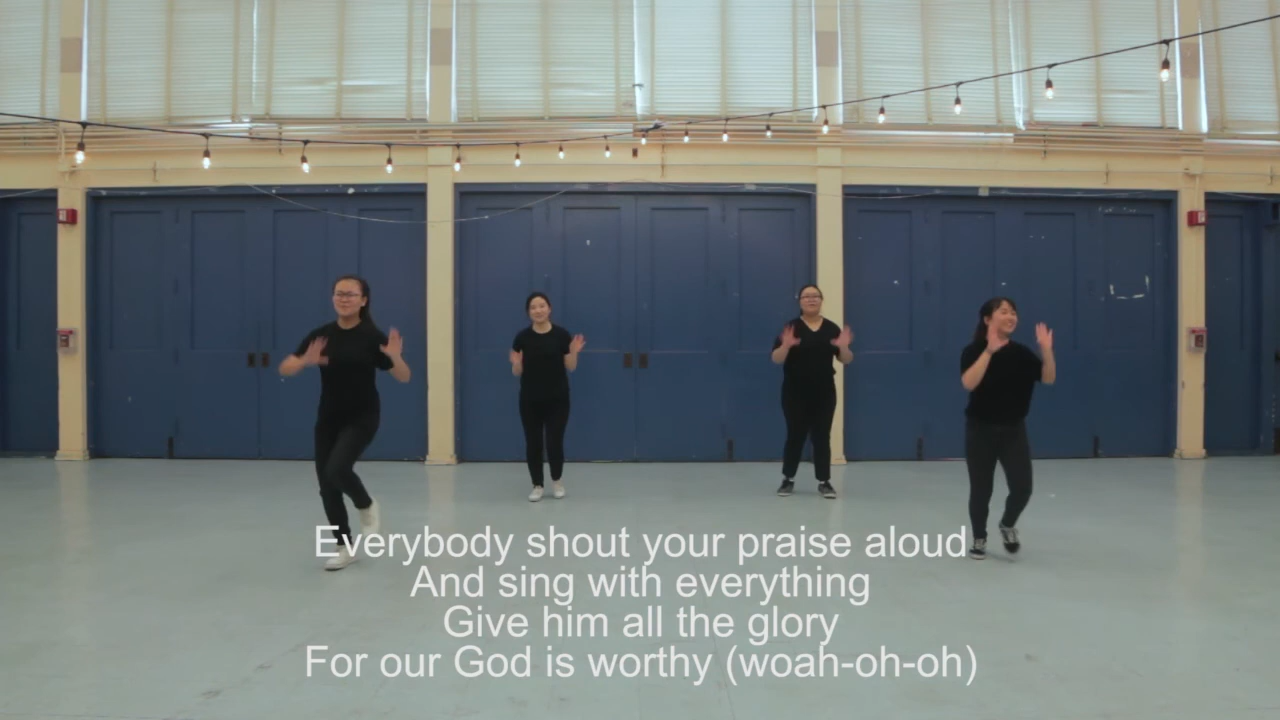 Everybody shout your praise aloud
And sing with everything
Give him all the glory
For our God is worthy (woah-oh-oh)